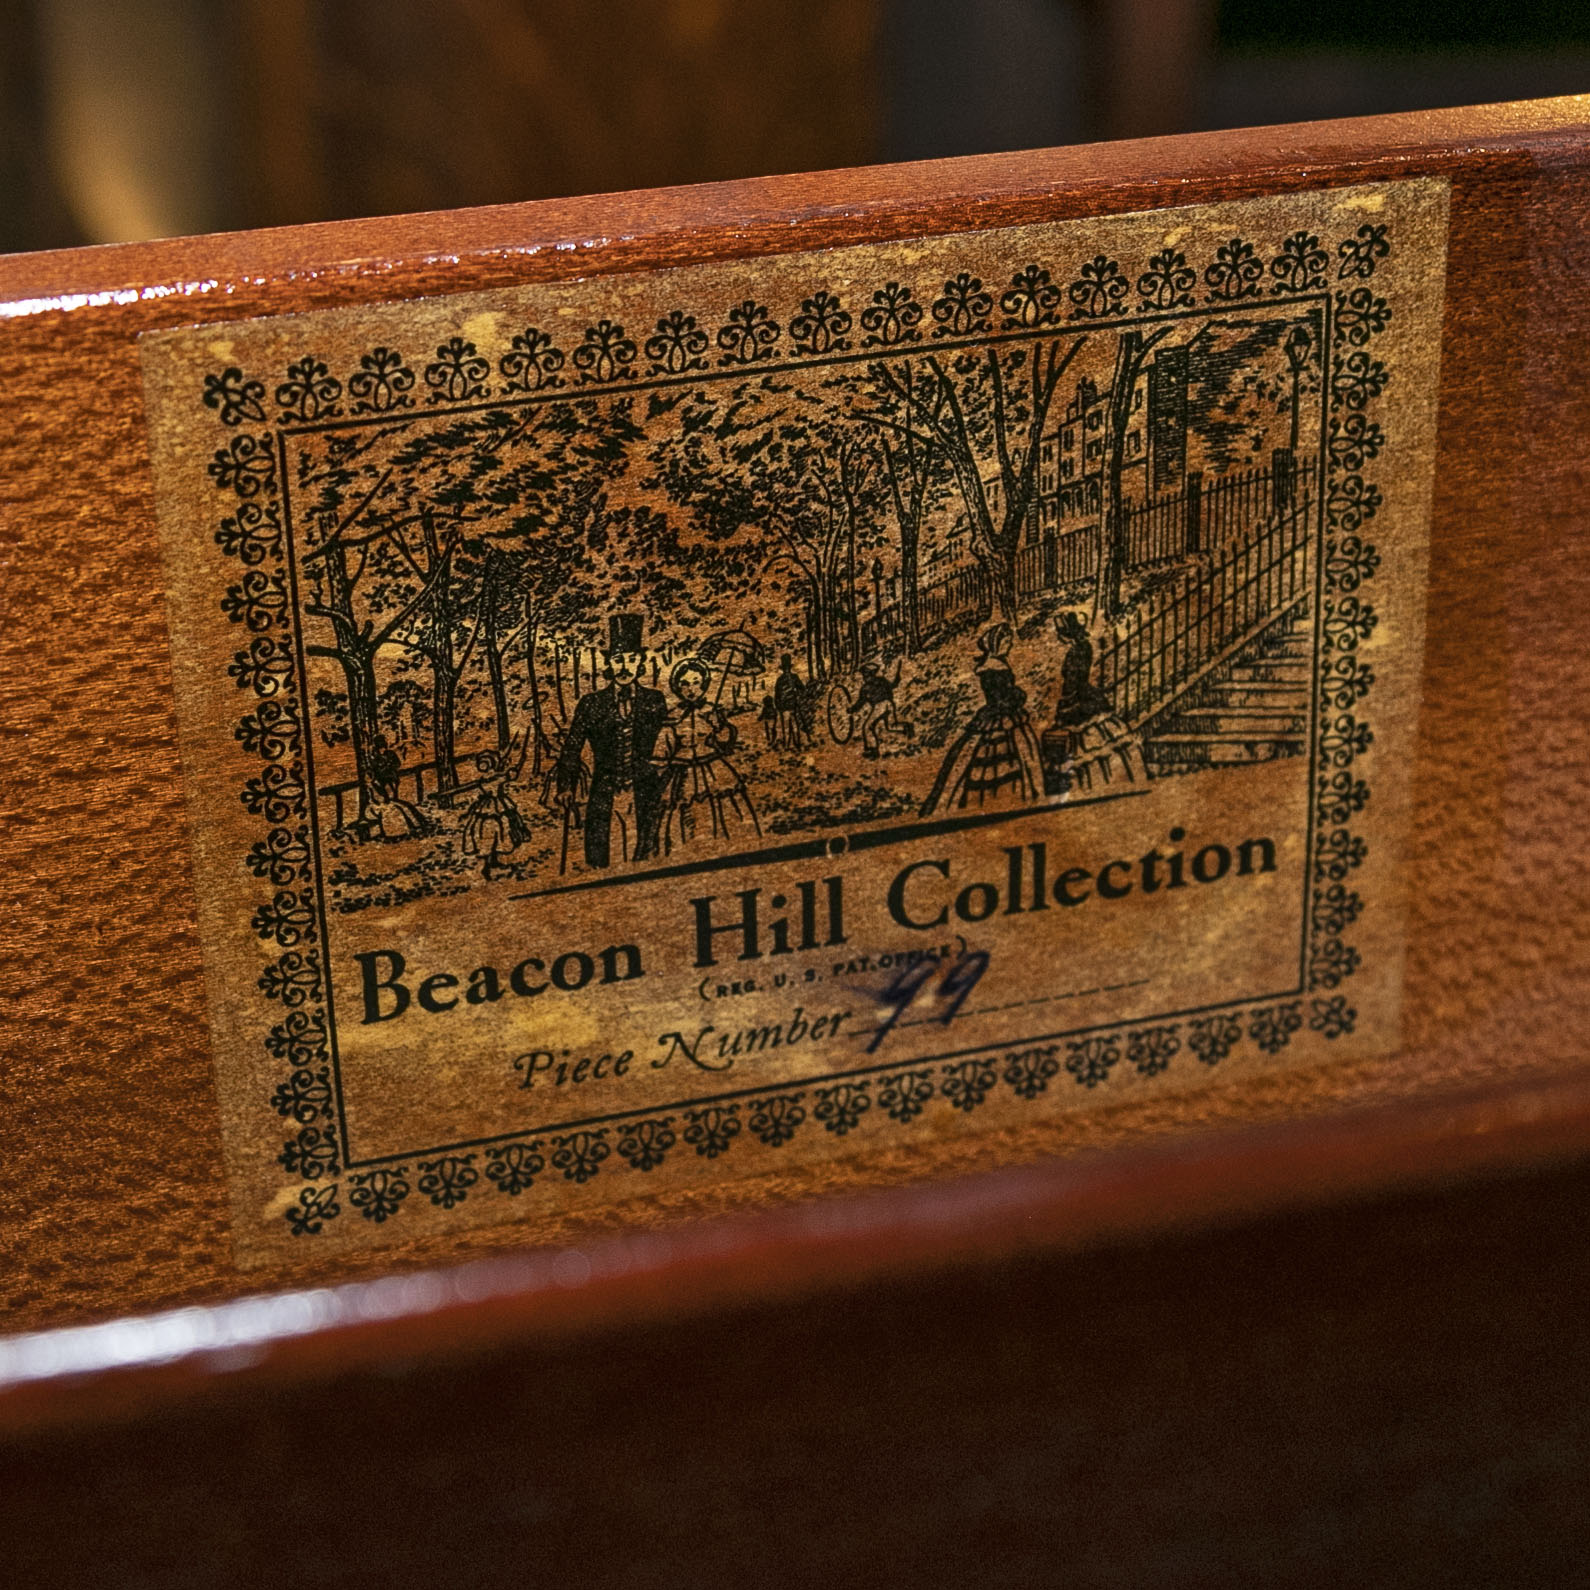 Beacon Hill Collection
(REG. U. S. PAT. OFFICE)
Piece Number 99